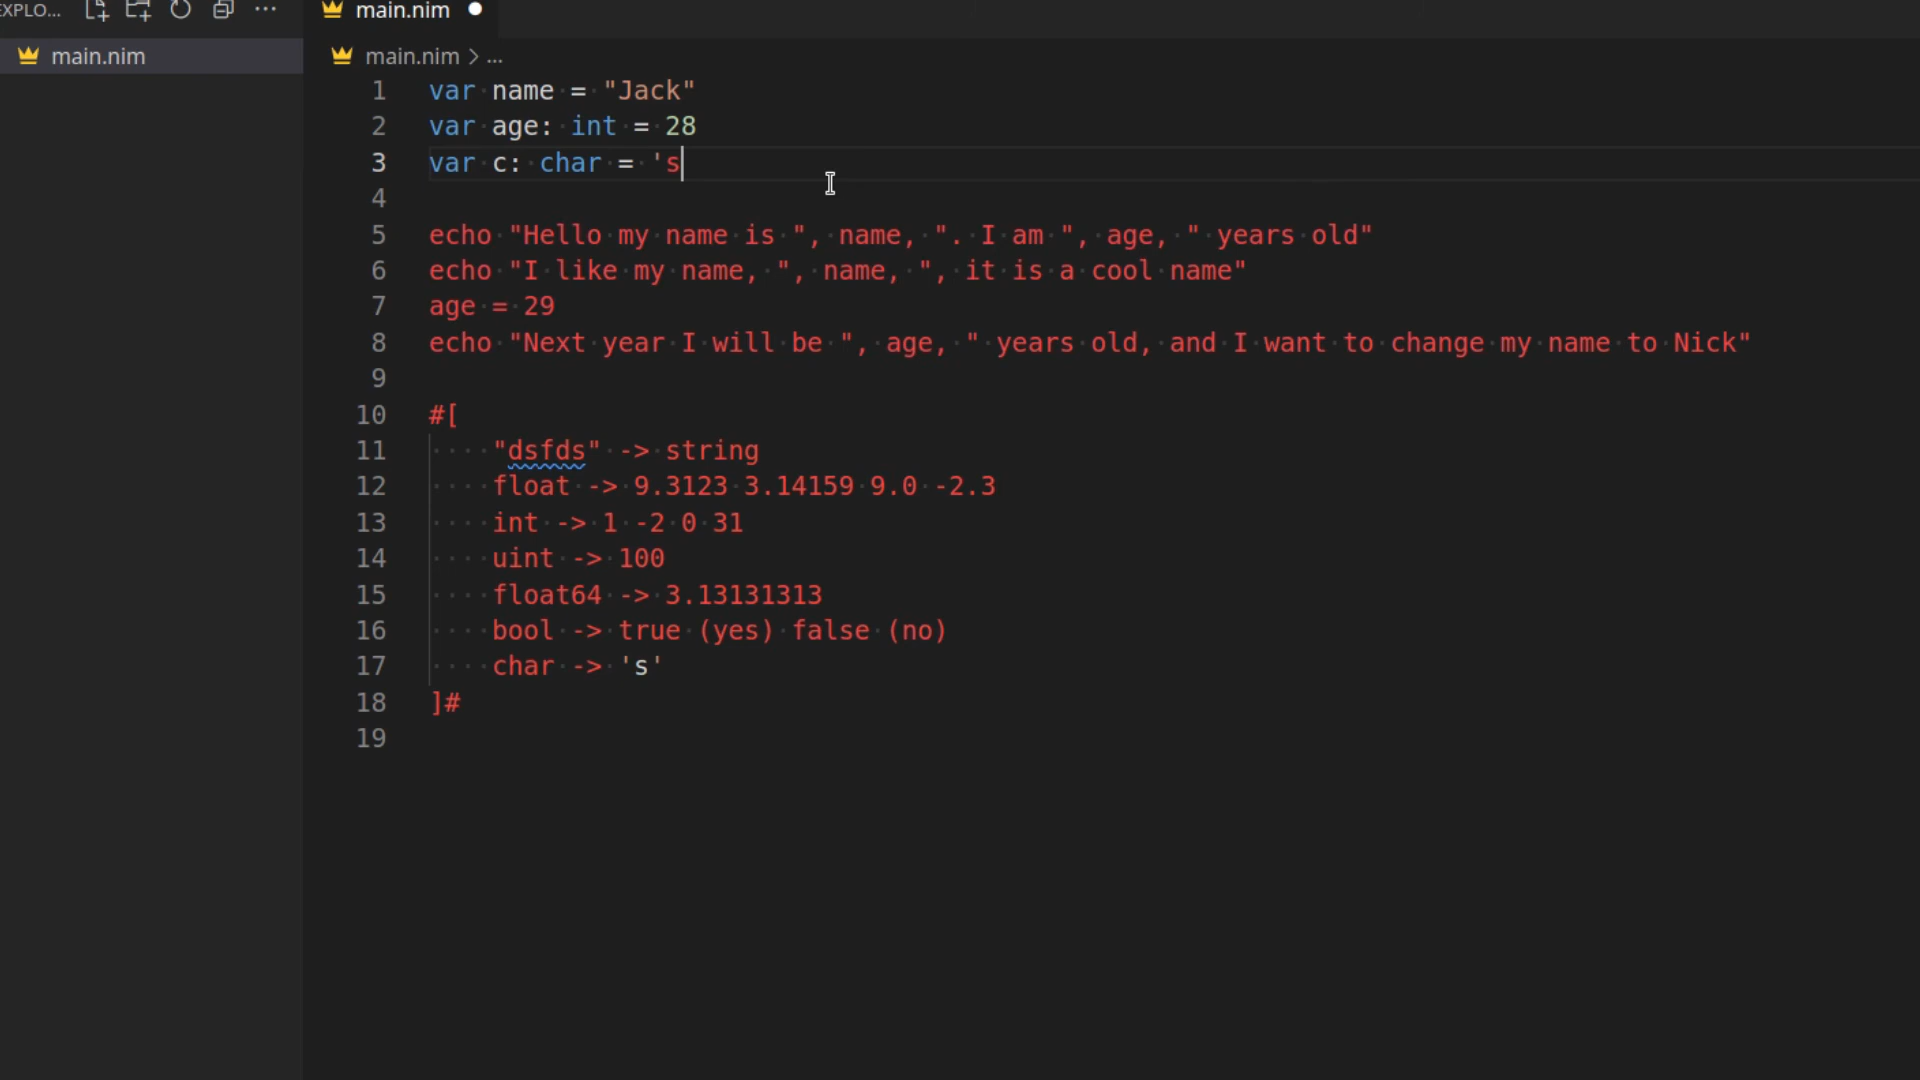 EXPLO...
main.nim
main.nim
main.nim > ...
1 var name = "Jack"
2 var age: int = 28
3 var c: char = 's
4
5 echo "Hello my name is ", name, ". I am ", age, " years old"
6 echo "I like my name, ", name, ", it is a cool name"
7 age = 29
8 echo "Next year I will be ", age, " years old, and I want to change my name to Nick"
9
10 #[
11     "dsfds" -> string
12     float -> 9.3123 3.14159 9.0 -2.3
13     int -> 1 -2 0 31
14     uint -> 100
15     float64 -> 3.13131313
16     bool -> true (yes) false (no)
17     char -> 's'
18 ]#
19